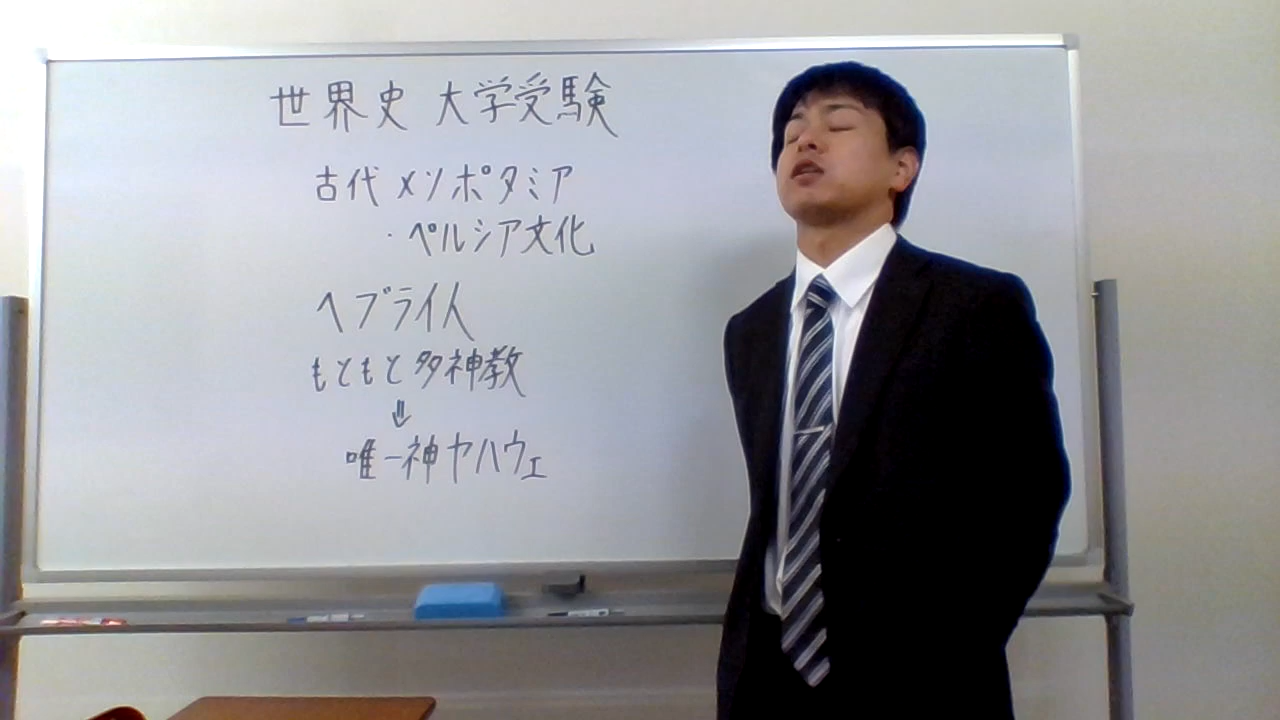 世界史 大学受験
古代メソポタミア
・ペルシア文化
ヘブライ人
もともと多神教
⇓
唯一神ヤハウェ